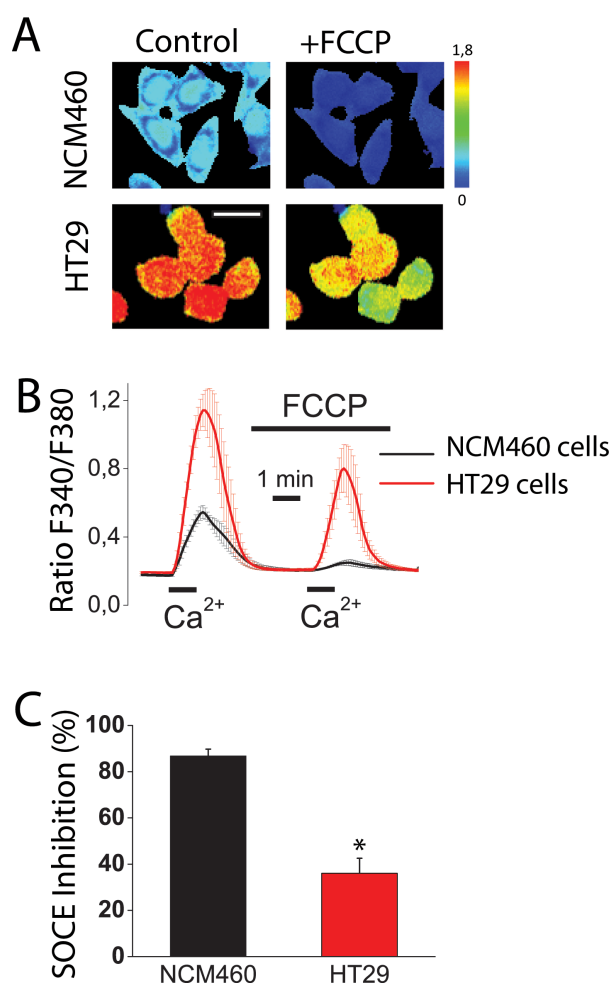 A
Control
+FCCP
1,8
NCM460
0
HT29
B
1,2
FCCP
NCM460 cells
0,8
1 min
HT29 cells
Ratio F340/F380
0,4
0,0
Ca2+
Ca2+
C
100
80
60
*
40
20
0
SOCE Inhibition (%)
NCM460
HT29